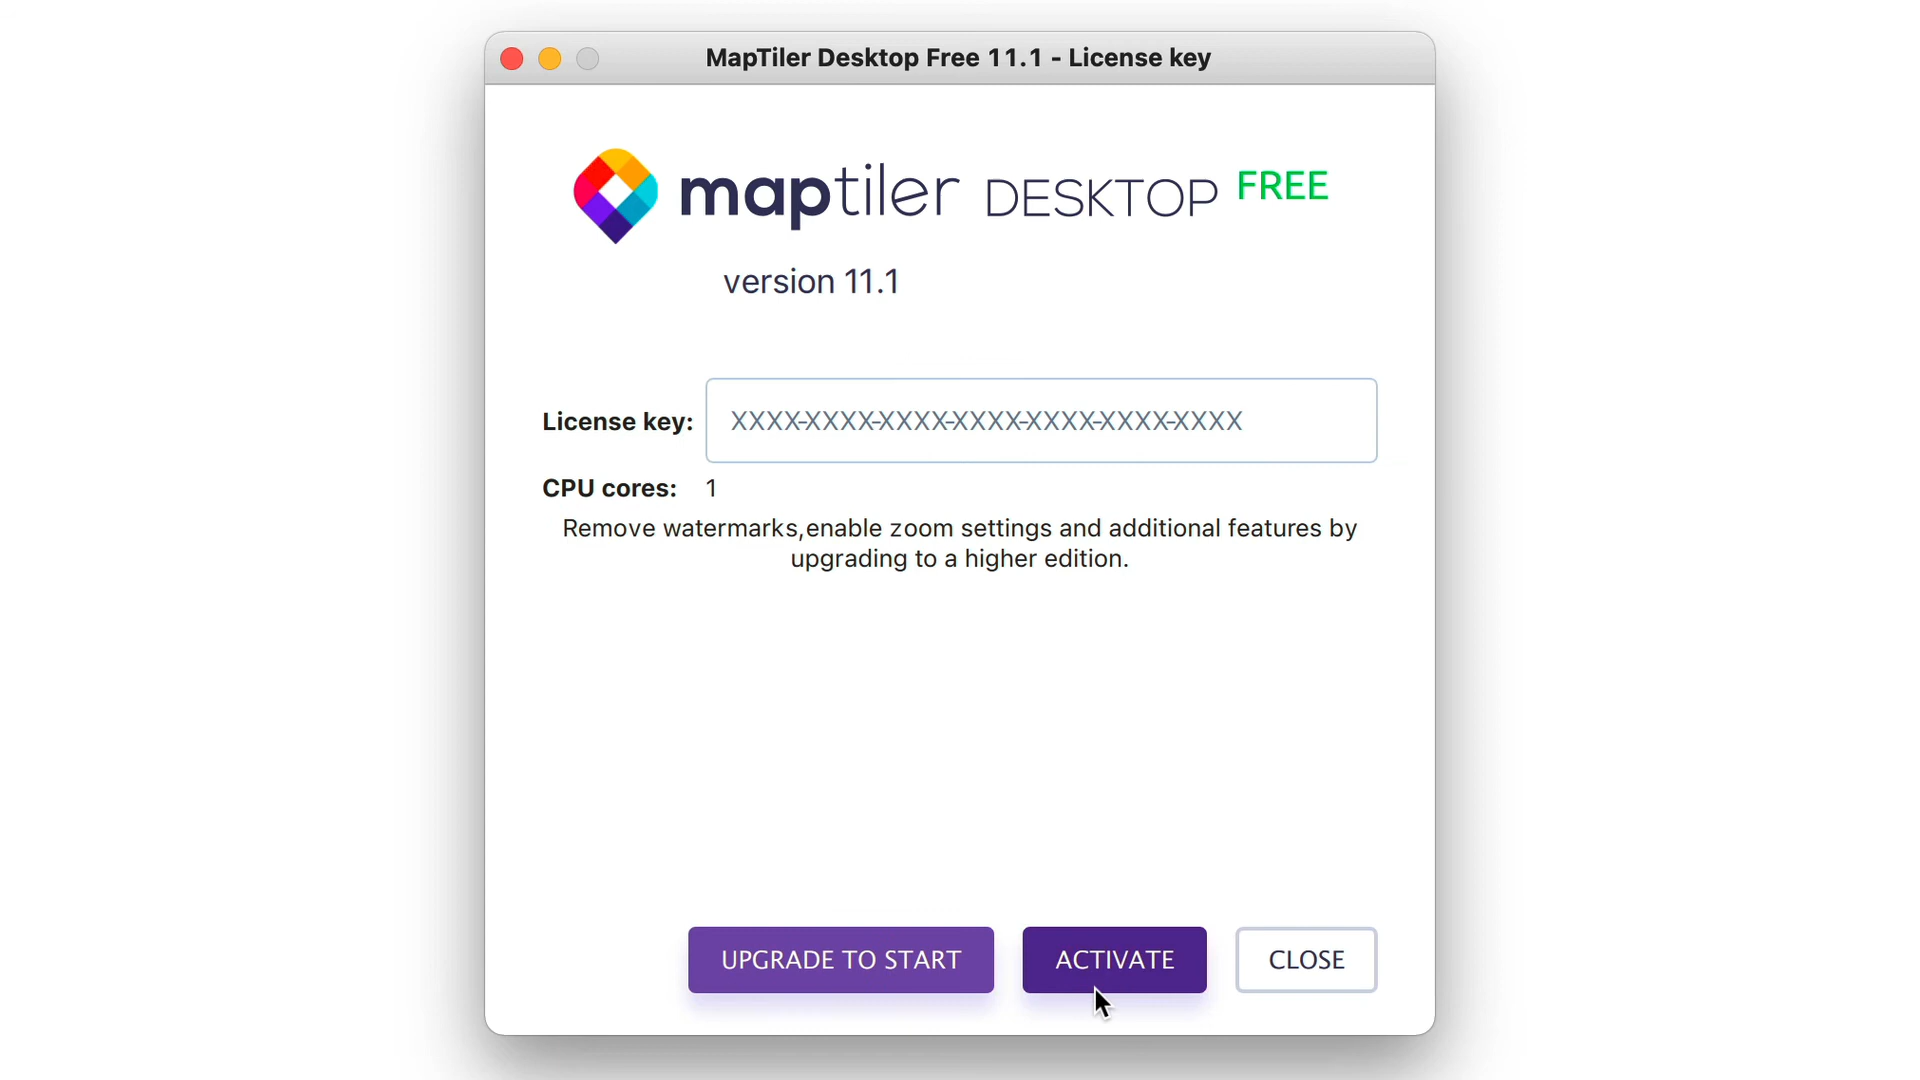 MapTiler Desktop Free 11.1 - License key
maptiler DESKTOP FREE
version 11.1
License key: XXXX-XXXX-XXXX-XXXX-XXXX-XXXX-XXXX
CPU cores: 1
Remove watermarks,enable zoom settings and additional features by
upgrading to a higher edition.
UPGRADE TO START ACTIVATE CLOSE